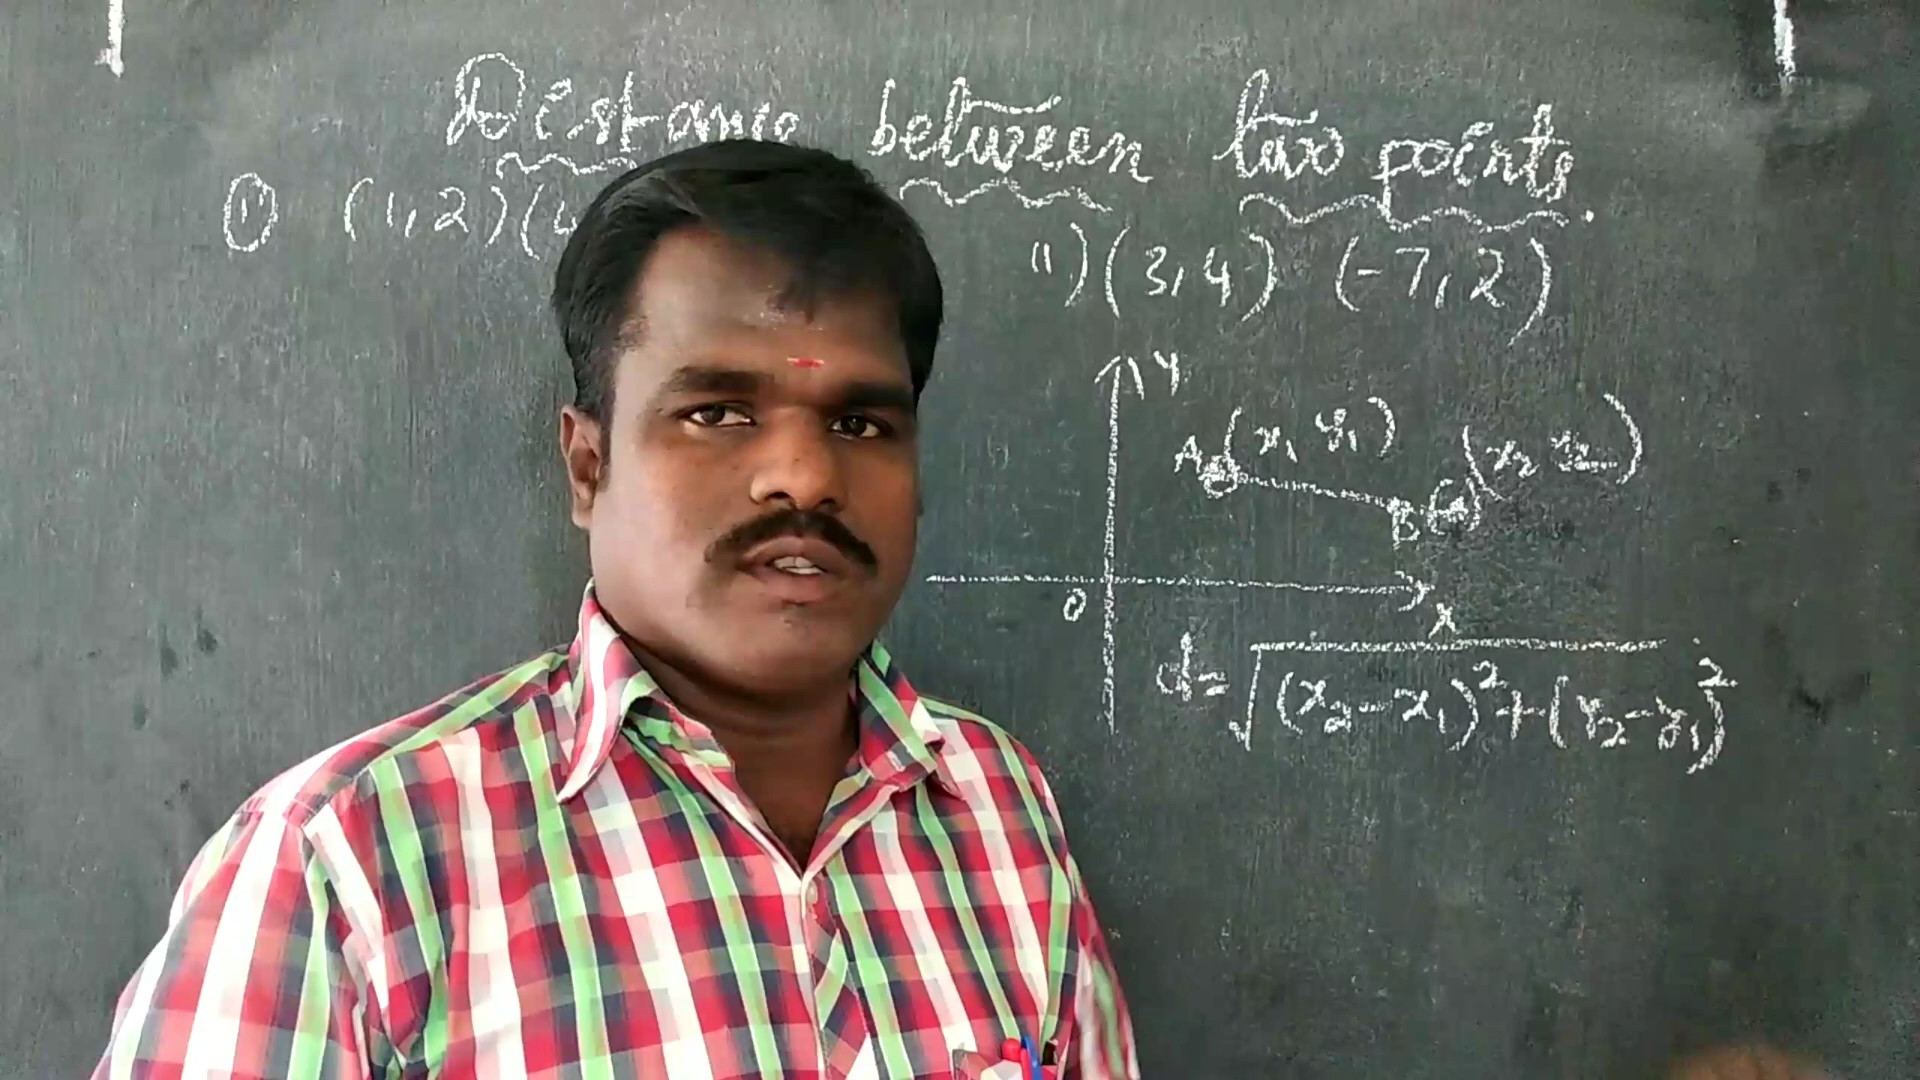 Distance between two points
(i) (1,2) (4
ii) (3,4) (-7,2)
Y
A (x₁ y₁) (x₂ y₂)
B
O
X
d=√(x₂-x₁)²+(y₂-y₁)²